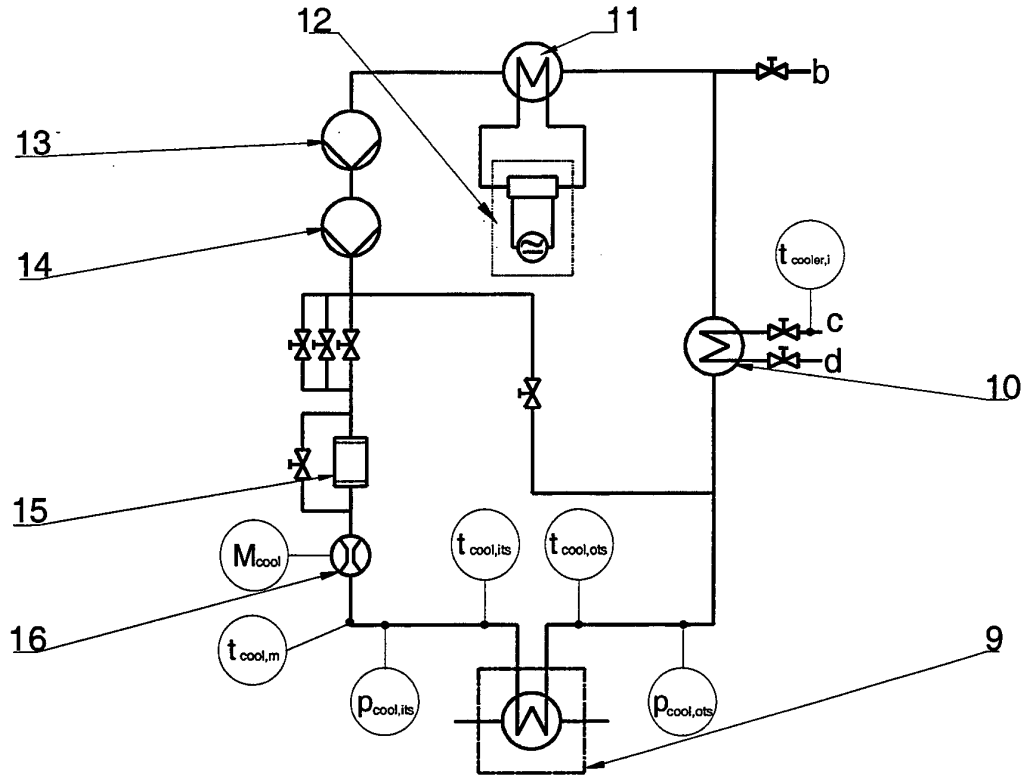 12
11
b
13
14
t cooler,i
c
d
10
15
t cool,its
t cool,ots
M cool
16
t cool,m
9
p cool,its
p cool,ots